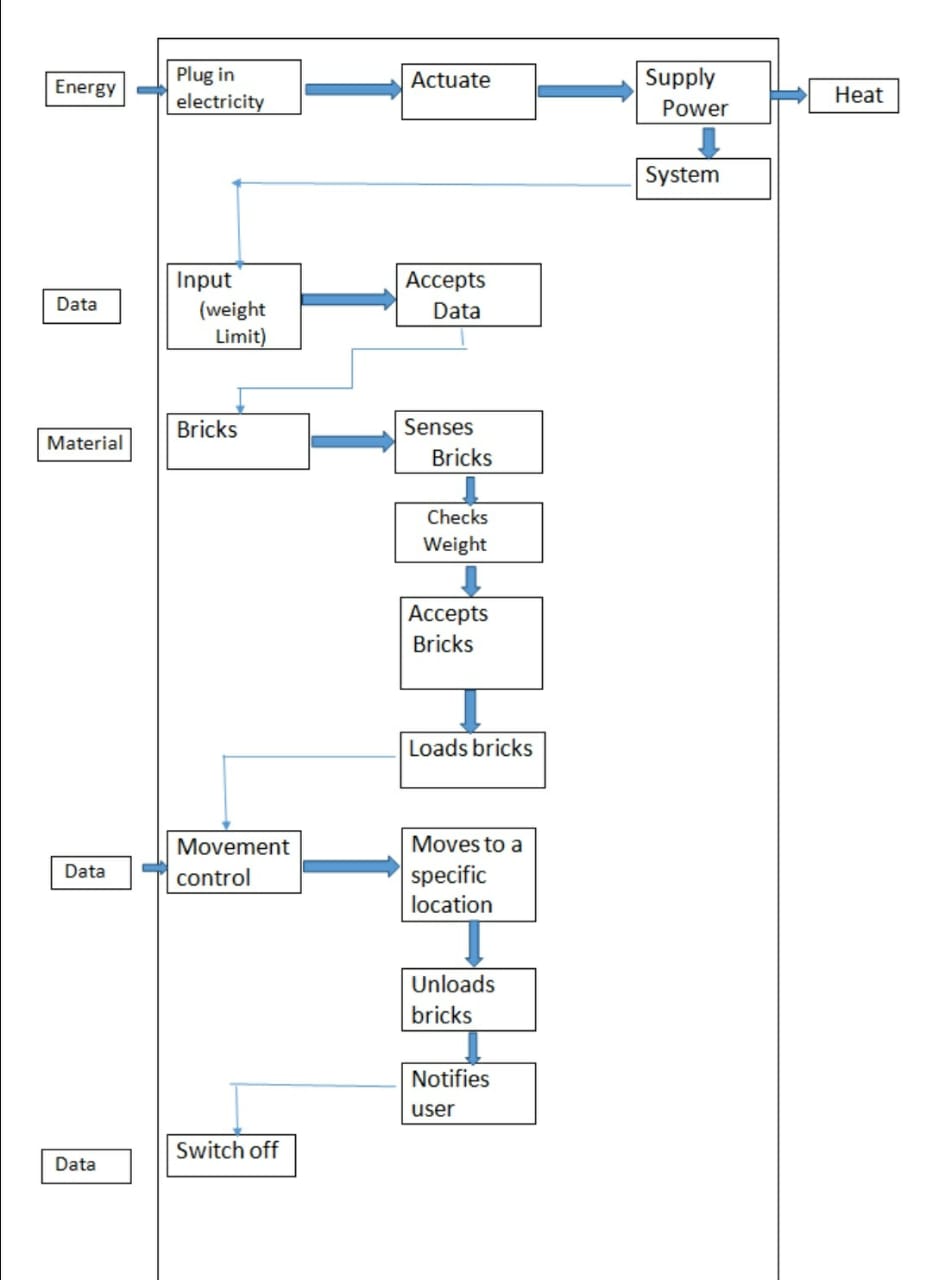 Energy
Plug in
electricity
Actuate
Supply
Power
Heat
System
Data
Input
(weight
Limit)
Accepts
Data
Material
Bricks
Senses
Bricks
Checks
Weight
Accepts
Bricks
Loads bricks
Data
Movement
control
Moves to a
specific
location
Unloads
bricks
Notifies
user
Data
Switch off